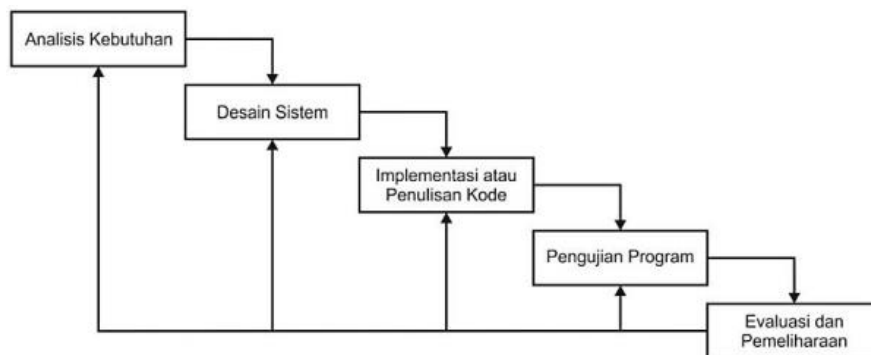 Analisis Kebutuhan
Desain Sistem
Implementasi atau
Penulisan Kode
Pengujian Program
Evaluasi dan
Pemeliharaan